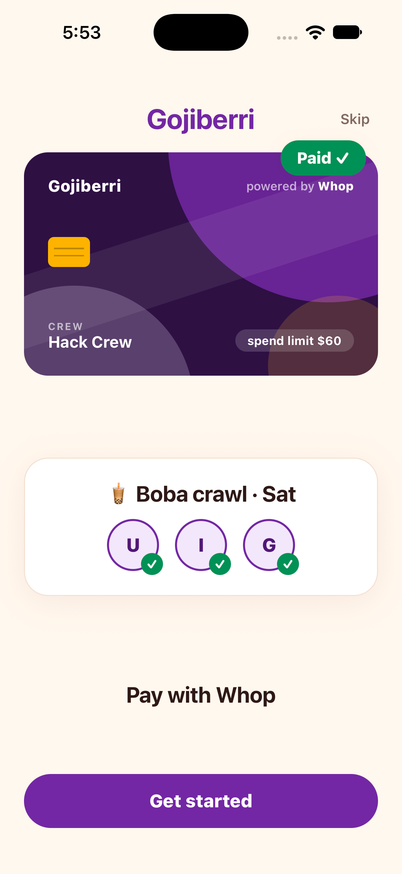 5:53
Gojiberri
Skip
Paid ✓
Gojiberri
powered by Whop
CREW
Hack Crew
spend limit $60
🧋 Boba crawl · Sat
U I G
Pay with Whop
Get started